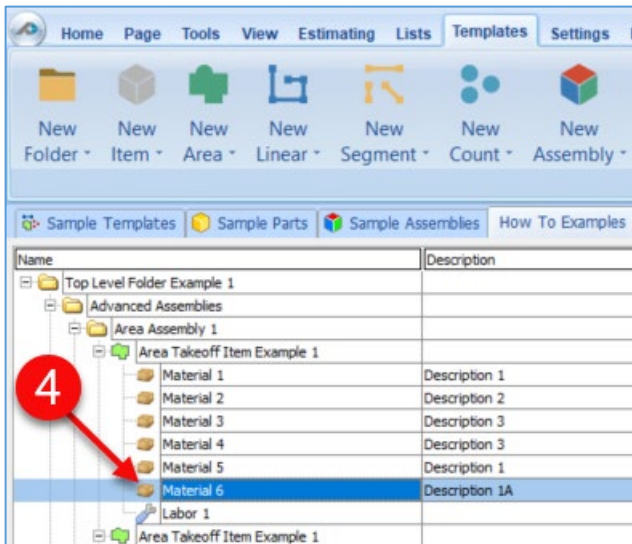 Home Page Tools View Estimating Lists Templates Settings
New Folder New Item New Area New Linear New Segment New Count New Assembly
Sample Templates Sample Parts Sample Assemblies How To Examples
Name Description
Top Level Folder Example 1
Advanced Assemblies
Area Assembly 1
Area Takeoff Item Example 1
Material 1 Description 1
Material 2 Description 2
Material 3 Description 3
Material 4 Description 3
Material 5 Description 1
4
Material 6 Description 1A
Labor 1
Area Takeoff Item Example 1